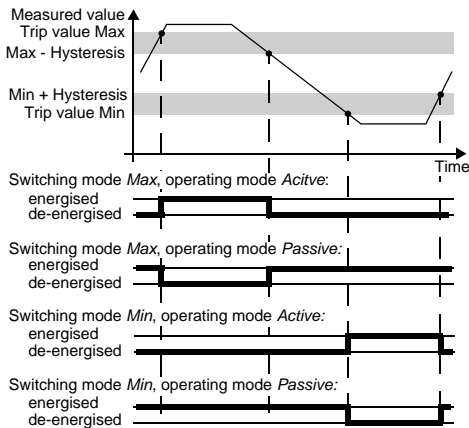 Measured value
Trip value Max
Max - Hysteresis
Min + Hysteresis
Trip value Min
Time
Switching mode Max, operating mode Acitve:
energised
de-energised
Switching mode Max, operating mode Passive:
energised
de-energised
Switching mode Min, operating mode Active:
energised
de-energised
Switching mode Min, operating mode Passive:
energised
de-energised